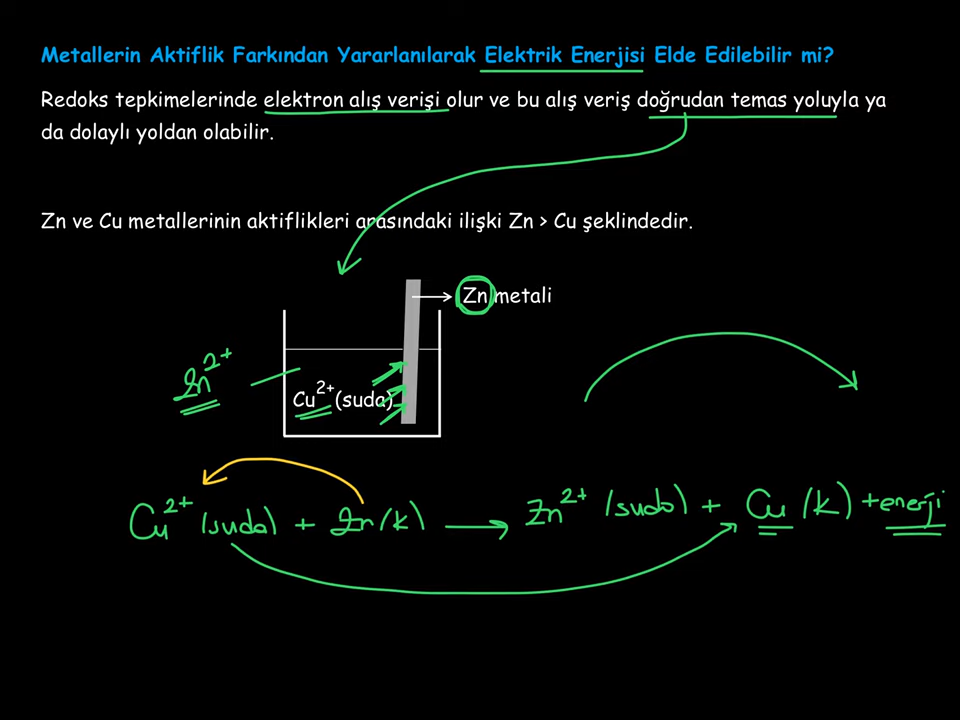 Metallerin Aktiflik Farkından Yararlanılarak Elektrik Enerjisi Elde Edilebilir mi?
Redoks tepkimelerinde elektron alış verişi olur ve bu alış veriş doğrudan temas yoluyla ya
da dolaylı yoldan olabilir.
Zn ve Cu metallerinin aktiflikleri arasındaki ilişki Zn > Cu şeklindedir.
Zn metali
Zn²⁺
Cu²⁺(suda)
Cu²⁺ (suda) + Zn (k) → Zn²⁺ (suda) + Cu (k) + enerji